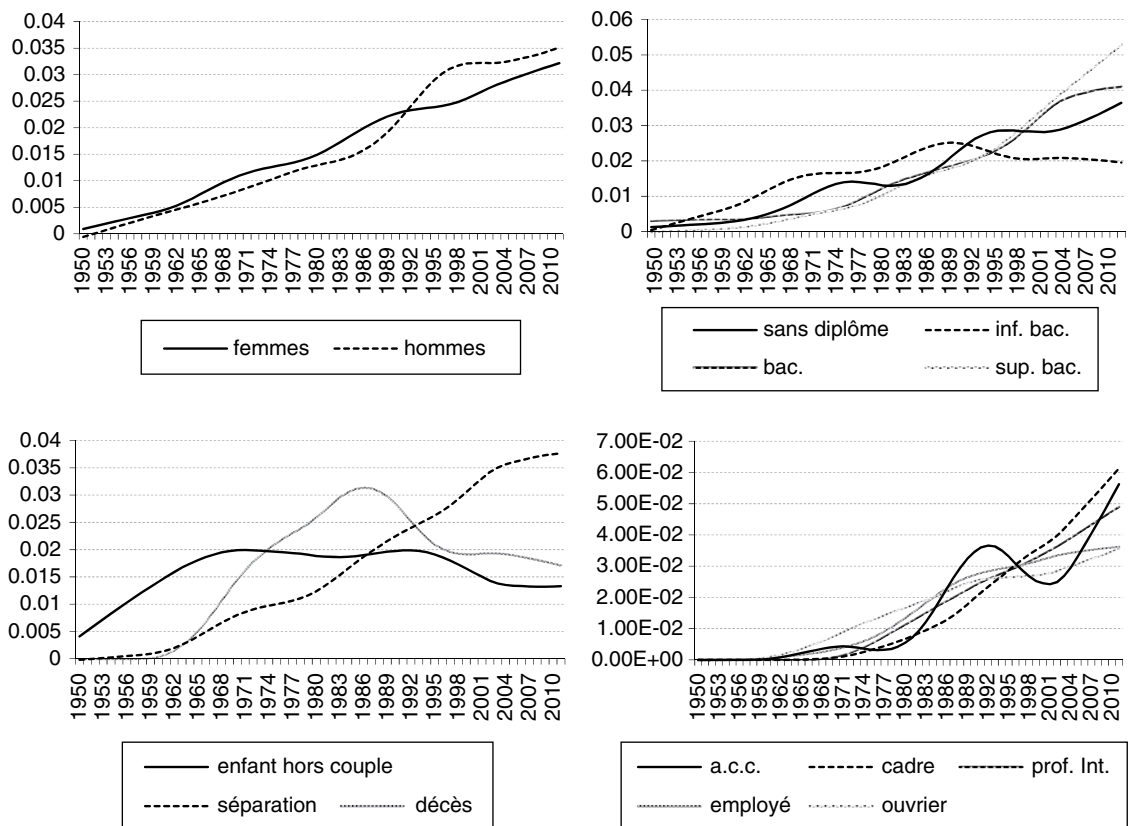 0.04
0.035
0.03
0.025
0.02
0.015
0.01
0.005
0
1950 1953 1956 1959 1962 1965 1968 1971 1974 1977 1980 1983 1986 1989 1992 1995 1998 2001 2004 2007 2010
femmes hommes
0.06
0.05
0.04
0.03
0.02
0.01
0
1950 1953 1956 1959 1962 1965 1968 1971 1974 1977 1980 1983 1986 1989 1992 1995 1998 2001 2004 2007 2010
sans diplôme inf. bac.
bac. sup. bac.
0.04
0.035
0.03
0.025
0.02
0.015
0.01
0.005
0
1950 1953 1956 1959 1962 1965 1968 1971 1974 1977 1980 1983 1986 1989 1992 1995 1998 2001 2004 2007 2010
enfant hors couple
séparation décès
7.00E-02
6.00E-02
5.00E-02
4.00E-02
3.00E-02
2.00E-02
1.00E-02
0.00E+00
1950 1953 1956 1959 1962 1965 1968 1971 1974 1977 1980 1983 1986 1989 1992 1995 1998 2001 2004 2007 2010
a.c.c. cadre prof. Int.
employé ouvrier